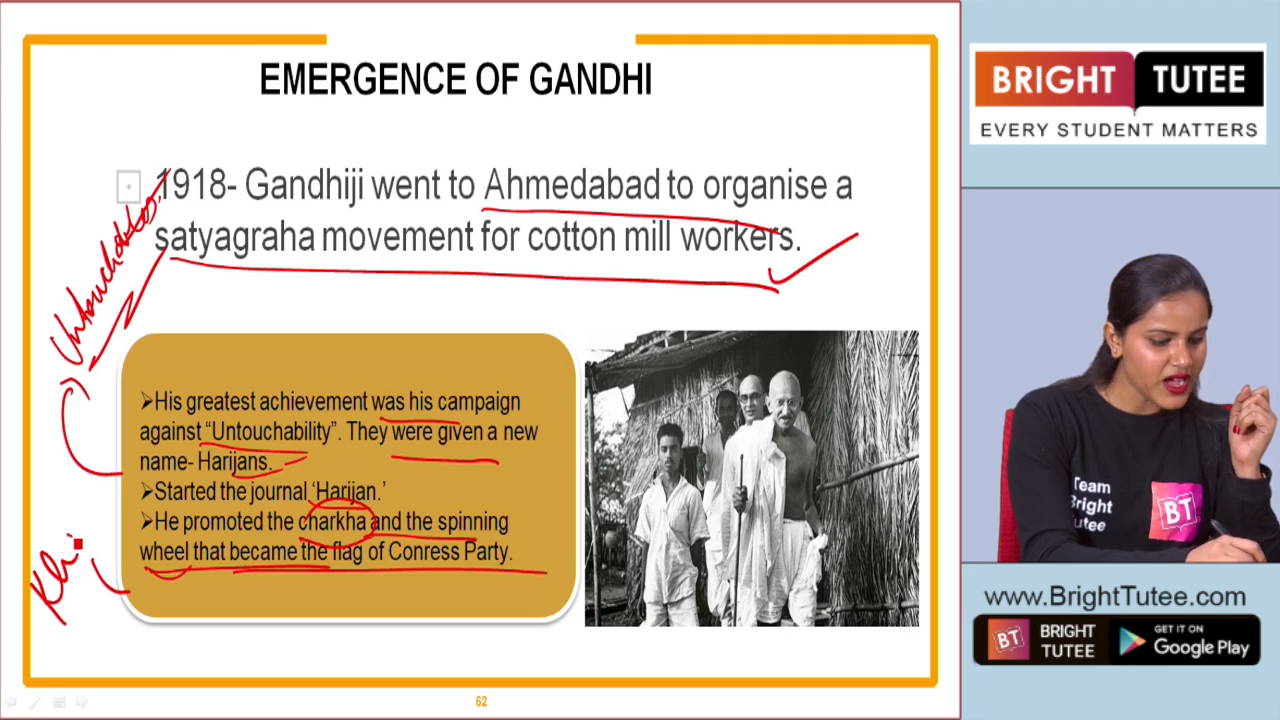 EMERGENCE OF GANDHI
1918- Gandhiji went to Ahmedabad to organise a
satyagraha movement for cotton mill workers.
➢His greatest achievement was his campaign
against “Untouchability”. They were given a new
name- Harijans.
➢Started the journal ‘Harijan.’
➢He promoted the charkha and the spinning
wheel that became the flag of Conress Party.
62
BRIGHT TUTEE
EVERY STUDENT MATTERS
Team
Bright
Tutee
BT
www.BrightTutee.com
BT
BRIGHT
TUTEE
GET IT ON
Google Play